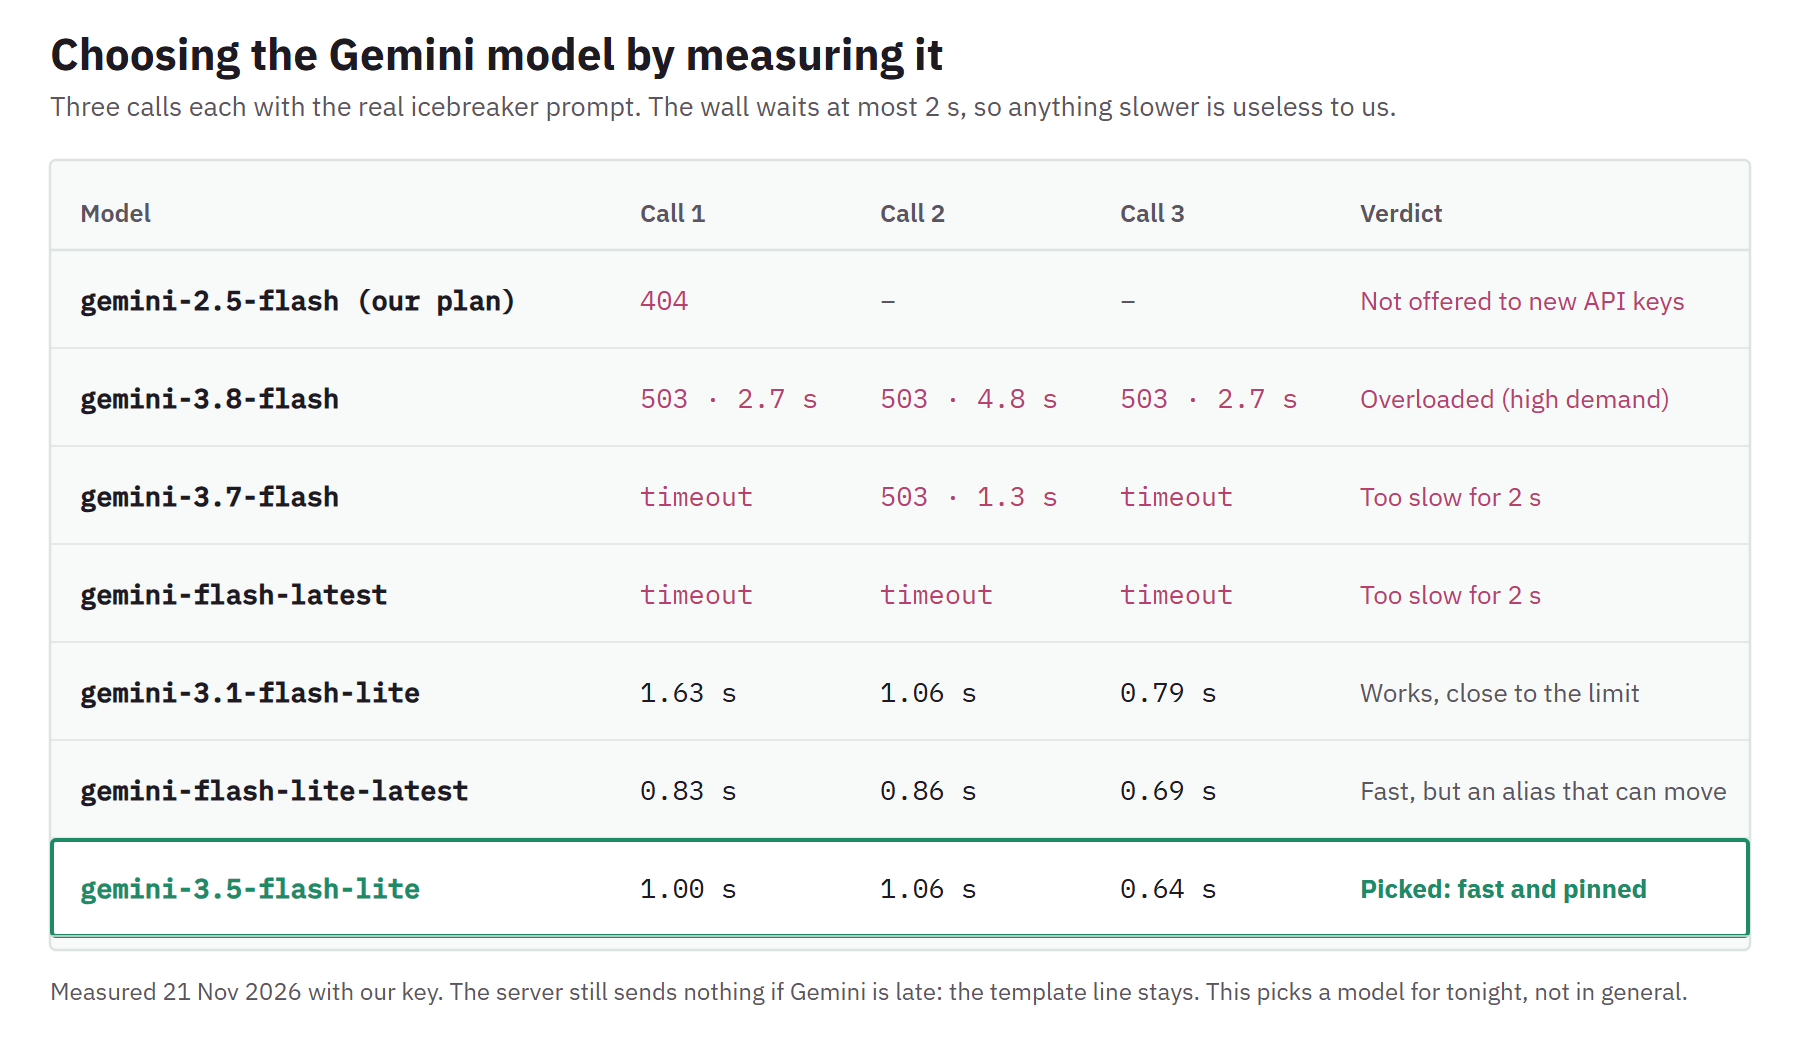 Choosing the Gemini model by measuring it
Three calls each with the real icebreaker prompt. The wall waits at most 2 s, so anything slower is useless to us.
Model Call 1 Call 2 Call 3 Verdict
gemini-2.5-flash (our plan) 404 – – Not offered to new API keys
gemini-3.8-flash 503 · 2.7 s 503 · 4.8 s 503 · 2.7 s Overloaded (high demand)
gemini-3.7-flash timeout 503 · 1.3 s timeout Too slow for 2 s
gemini-flash-latest timeout timeout timeout Too slow for 2 s
gemini-3.1-flash-lite 1.63 s 1.06 s 0.79 s Works, close to the limit
gemini-flash-lite-latest 0.83 s 0.86 s 0.69 s Fast, but an alias that can move
gemini-3.5-flash-lite 1.00 s 1.06 s 0.64 s Picked: fast and pinned
Measured 21 Nov 2026 with our key. The server still sends nothing if Gemini is late: the template line stays. This picks a model for tonight, not in general.